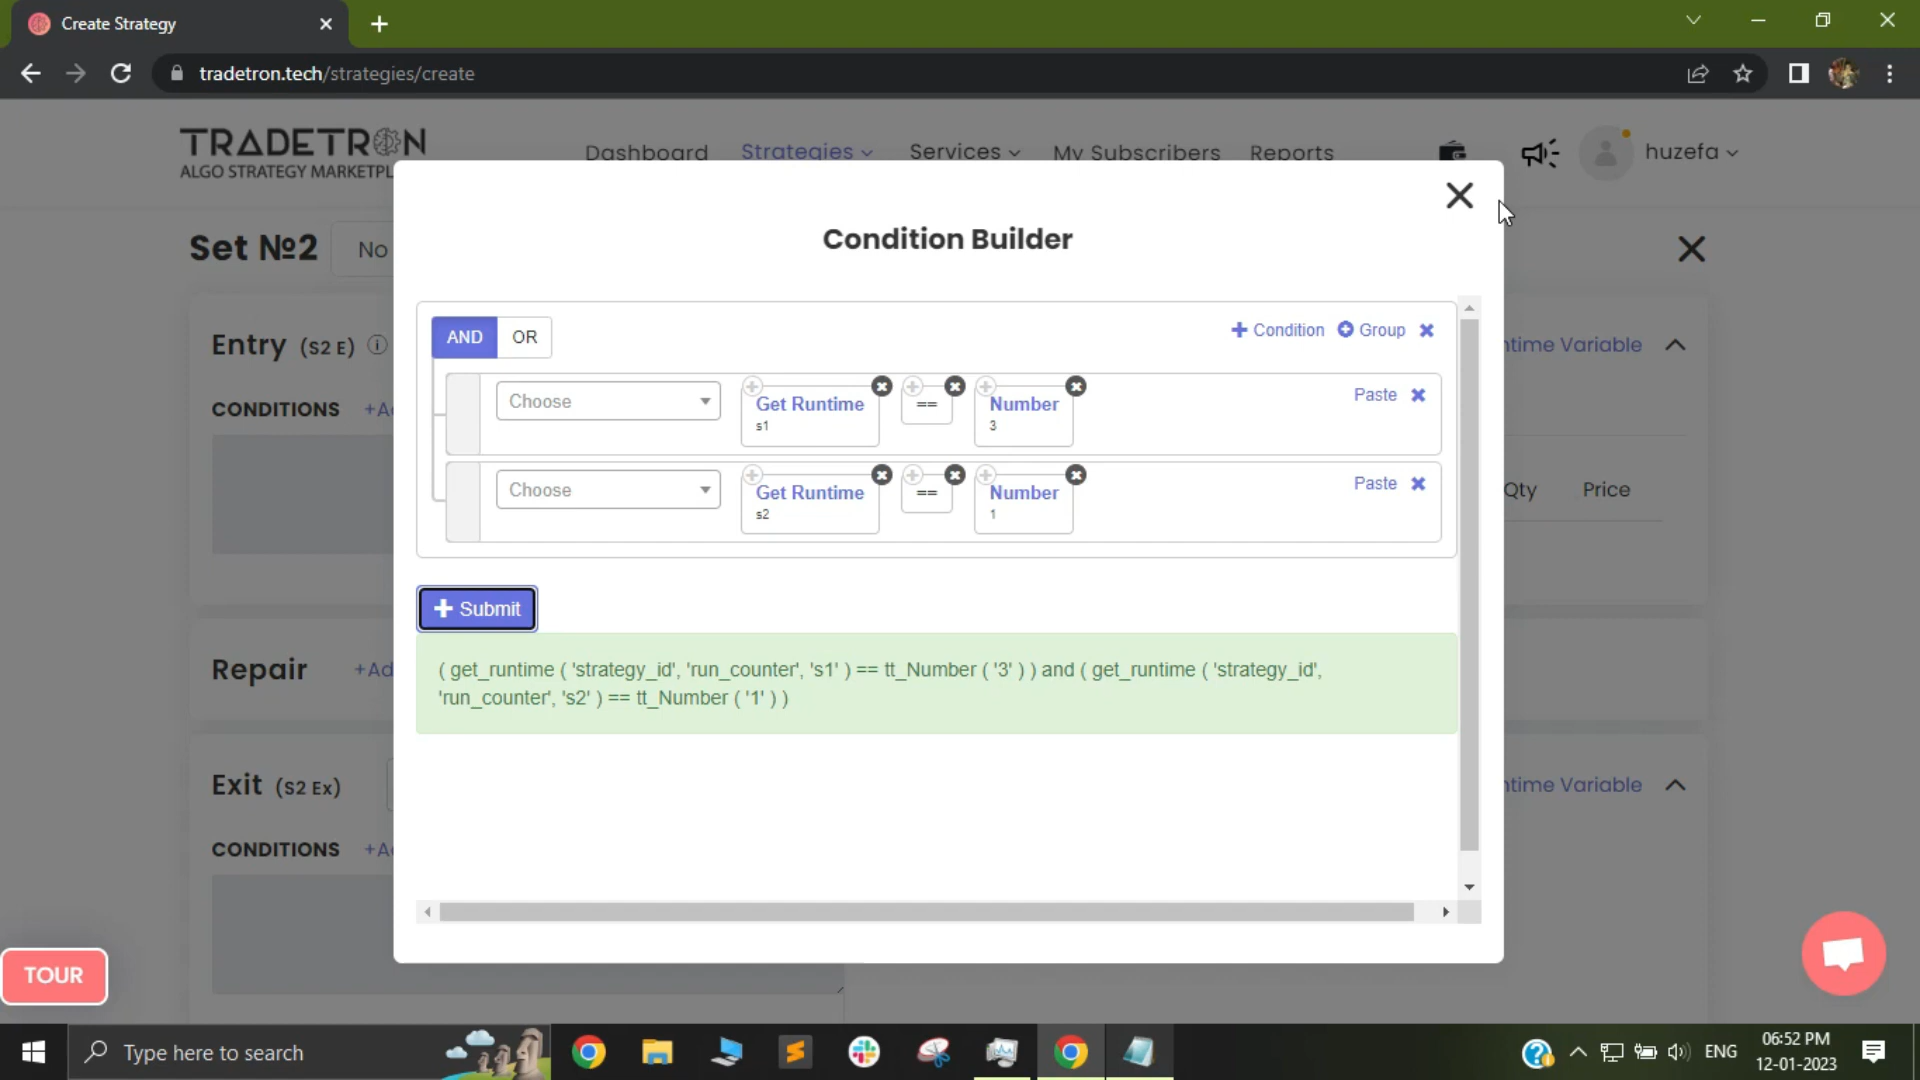 Create Strategy
tradetron.tech/strategies/create
TRADETRON
ALGO STRATEGY MARKETPL
Dashboard Strategies Services My Subscribers Reports huzefa
Condition Builder
Set №2 No
AND OR + Condition Group
Entry (S2 E) ntime Variable
CONDITIONS +A
Choose Get Runtime == Number Paste
s1 3
Choose Get Runtime == Number Paste
s2 1
Qty Price
+ Submit
( get_runtime ( 'strategy_id', 'run_counter', 's1' ) == tt_Number ( '3' ) ) and ( get_runtime ( 'strategy_id',
'run_counter', 's2' ) == tt_Number ( '1' ) )
Repair +Ad
Exit (S2 Ex) ntime Variable
CONDITIONS +A
TOUR
Type here to search
ENG
06:52 PM
12-01-2023